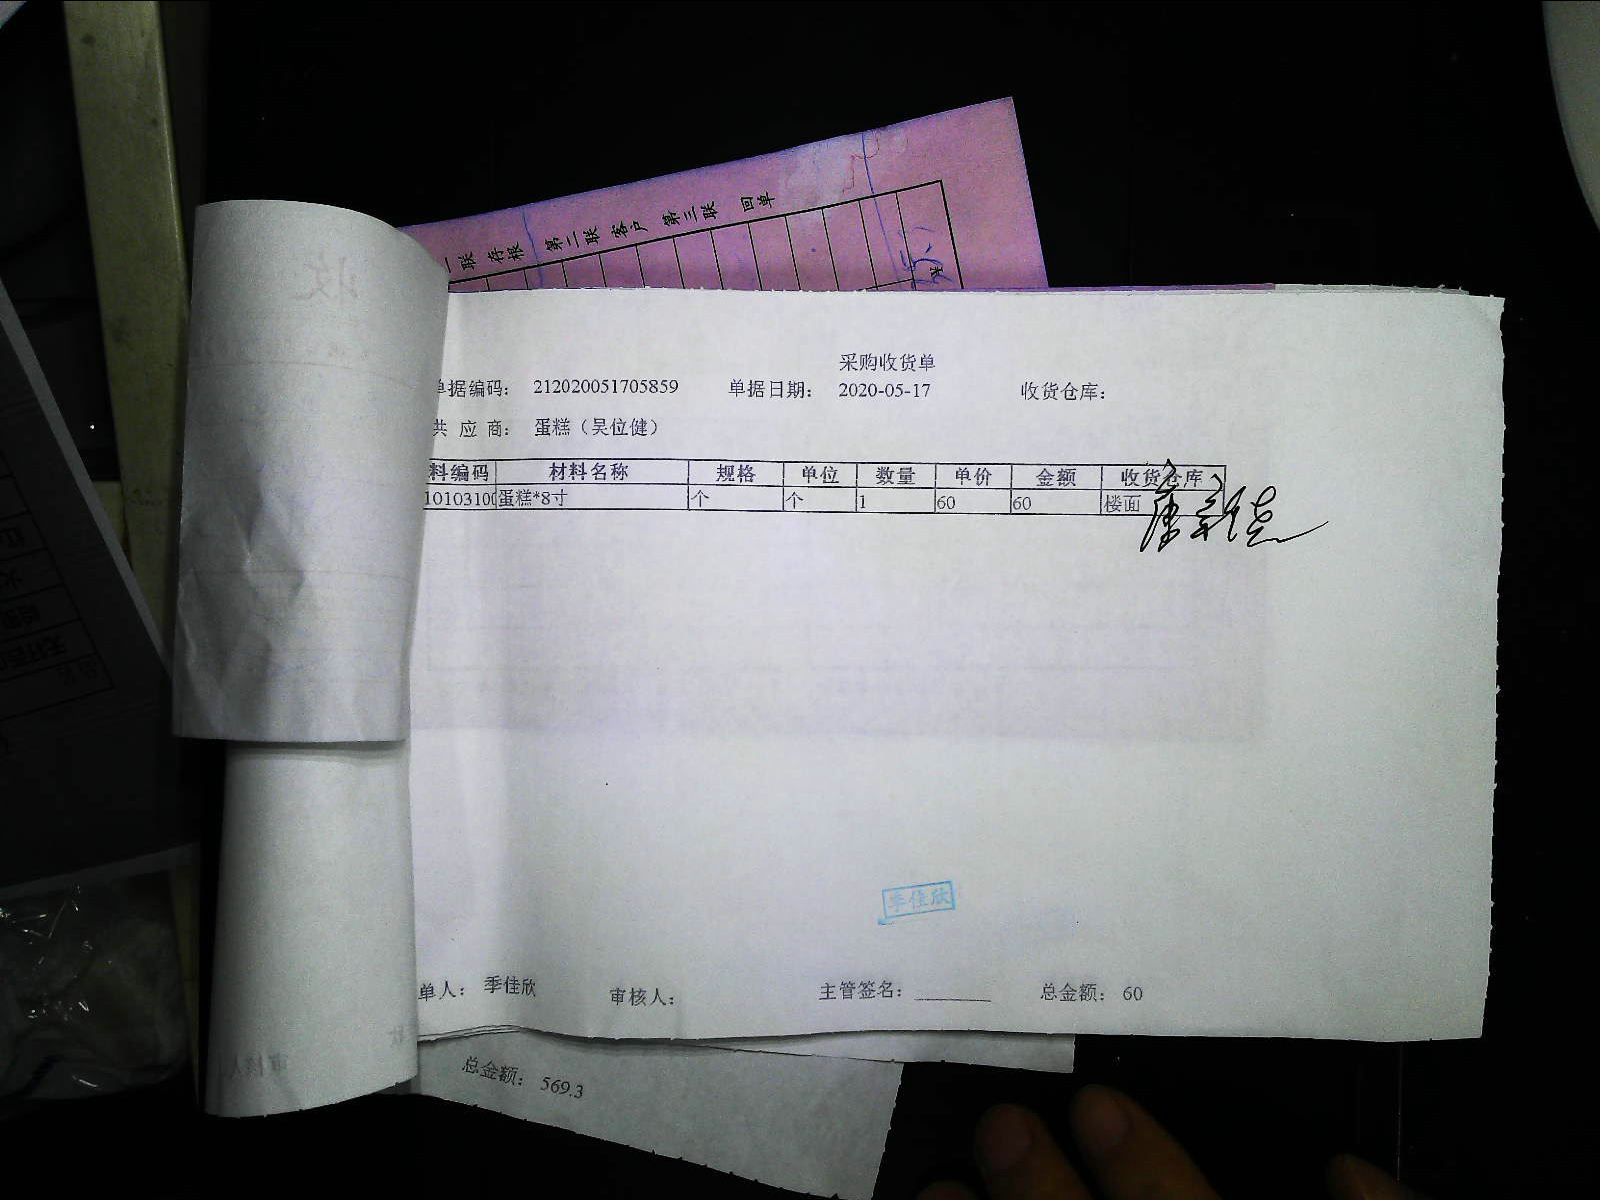 一联 存根 第二联 客户 第三联 回单
采购收货单
单据编码： 212020051705859 单据日期： 2020-05-17 收货仓库：
供 应 商： 蛋糕（吴位健）
料编码 材料名称 规格 单位 数量 单价 金额 收货仓库
1010310 蛋糕*8寸 个 个 1 60 60 楼面
季佳欣
单人： 季佳欣 审核人： 主管签名： 总金额： 60
总金额： 569.3